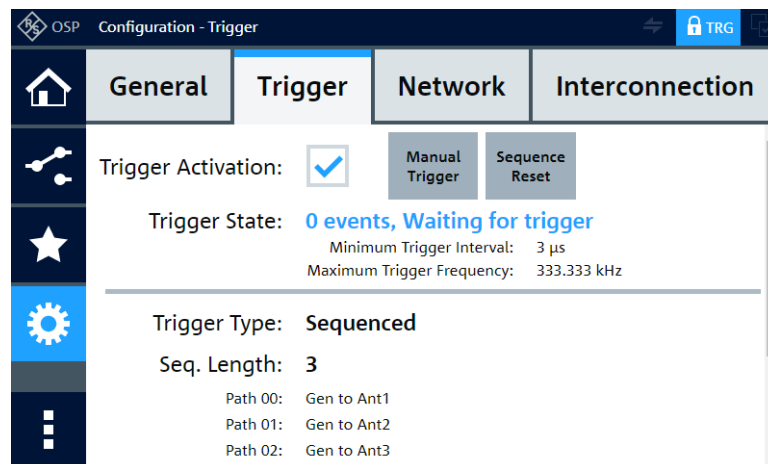 R&S OSP Configuration - Trigger TRG
General Trigger Network Interconnection
Trigger Activation: Manual Trigger Sequence Reset
Trigger State: 0 events, Waiting for trigger
Minimum Trigger Interval: 3 µs
Maximum Trigger Frequency: 333.333 kHz
Trigger Type: Sequenced
Seq. Length: 3
Path 00: Gen to Ant1
Path 01: Gen to Ant2
Path 02: Gen to Ant3